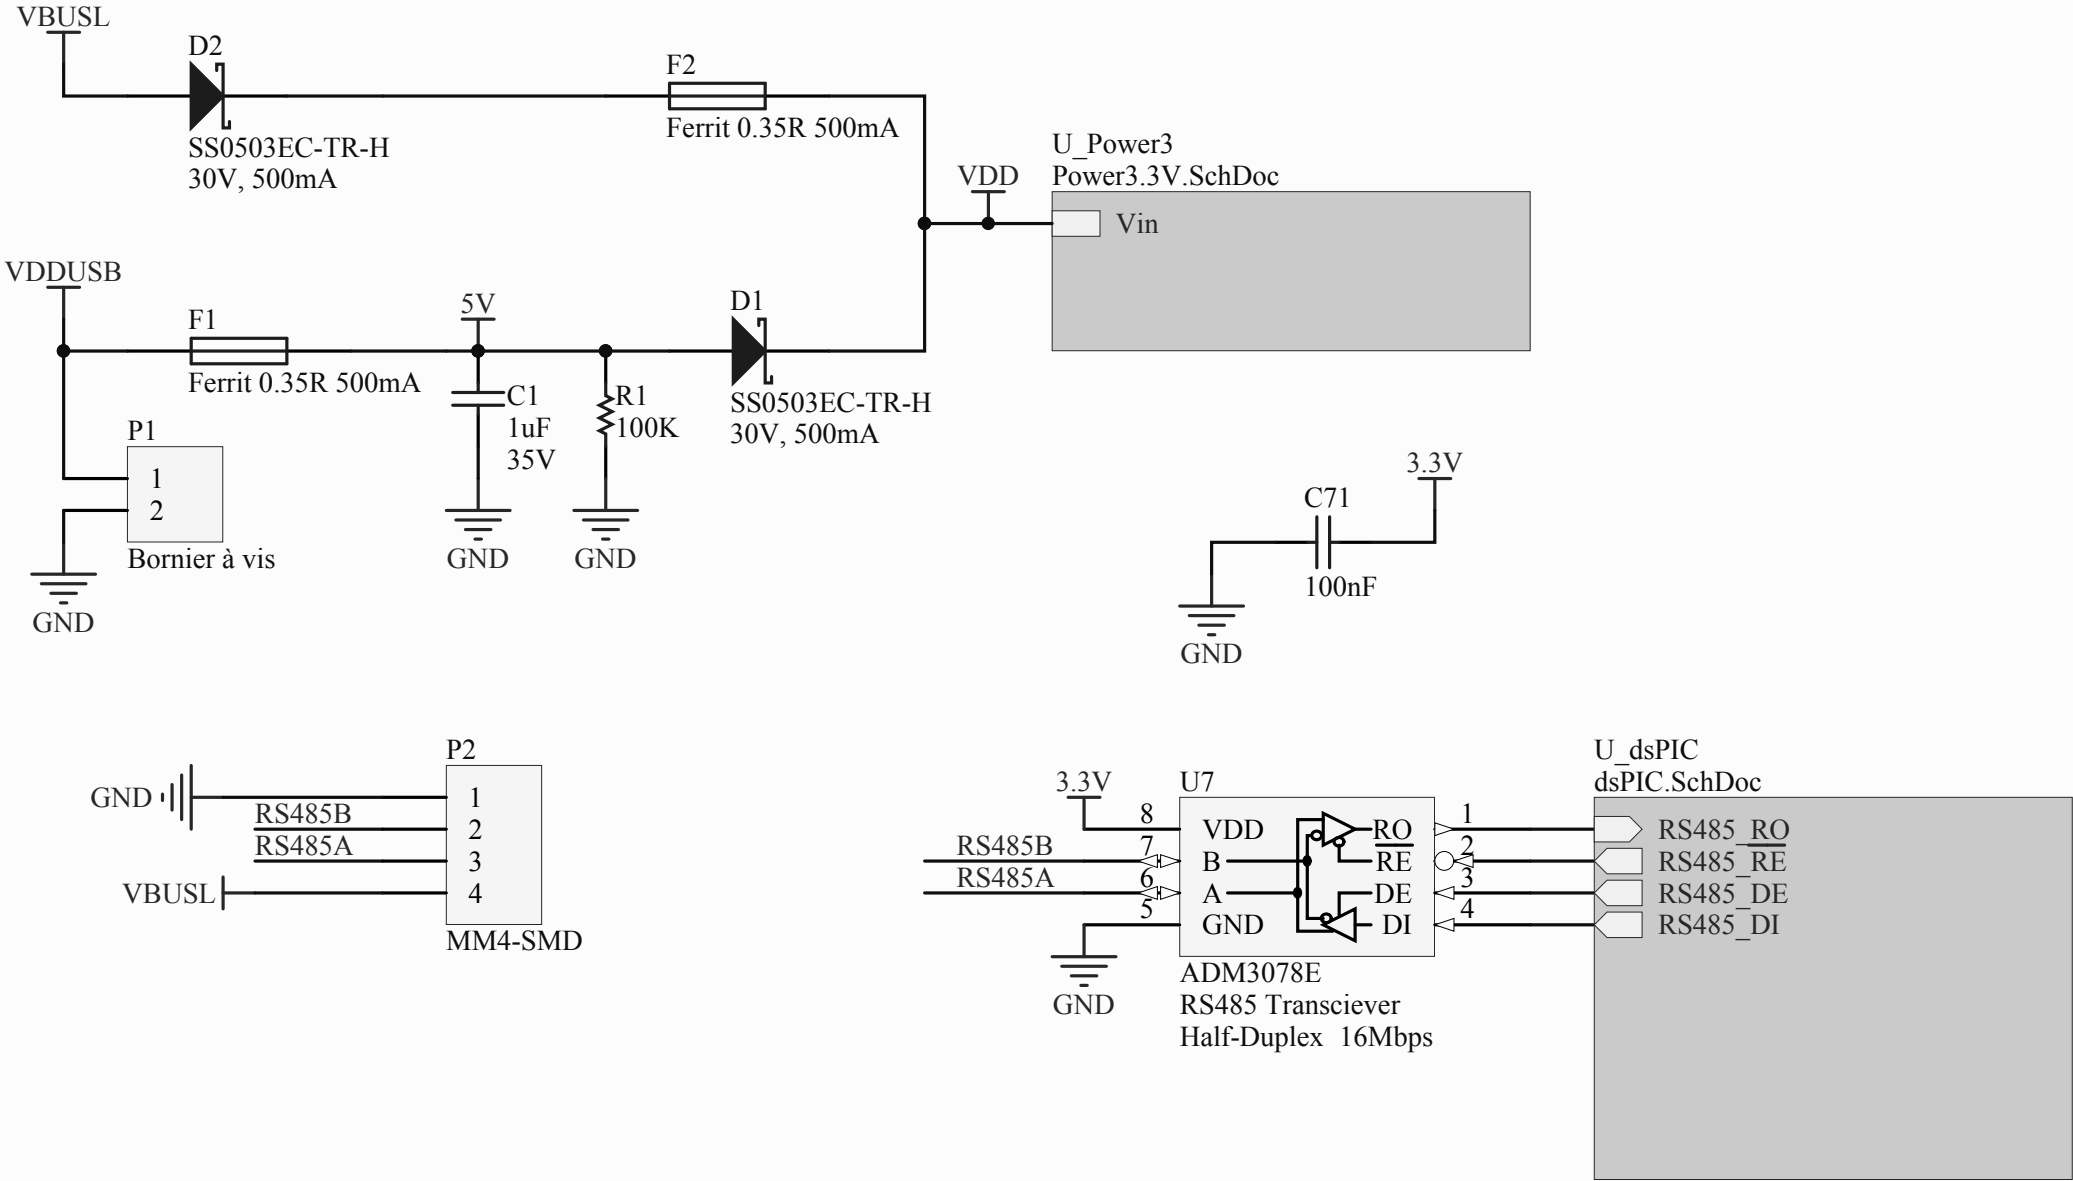 VBUSL
D2
SS0503EC-TR-H
30V, 500mA
F2
Ferrit 0.35R 500mA
VDD
U_Power3
Power3.3V.SchDoc
Vin
VDDUSB
F1
Ferrit 0.35R 500mA
5V
C1
1uF
35V
GND
R1
100K
GND
D1
SS0503EC-TR-H
30V, 500mA
P1
1
2
Bornier à vis
GND
3.3V
C71
100nF
GND
P2
GND
1
RS485B
2
RS485A
3
VBUSL
4
MM4-SMD
3.3V
U7
8 VDD RO 1
RS485B 7 B RE 2
RS485A 6 A DE 3
5 GND DI 4
GND
ADM3078E
RS485 Transciever
Half-Duplex 16Mbps
U_dsPIC
dsPIC.SchDoc
RS485_RO
RS485_RE
RS485_DE
RS485_DI